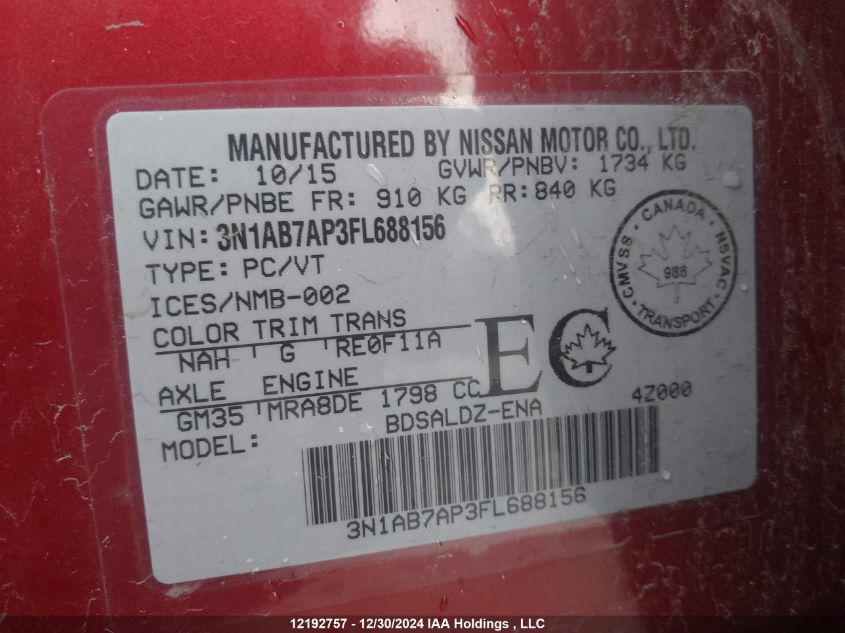 MANUFACTURED BY NISSAN MOTOR CO., LTD.
DATE: 10/15 GVWR/PNBV: 1734 KG
GAWR/PNBE FR: 910 KG RR:840 KG
VIN: 3N1AB7AP3FL688156
TYPE: PC/VT
ICES/NMB-002
CANADA
CMVSS NSVAC
986
TRANSPORT
COLOR TRIM TRANS
NAH G RE0F11A
EC
AXLE ENGINE
GM35 MRA8DE 1798 CC 4Z000
MODEL: BDSALDZ-ENA
3N1AB7AP3FL688156
12192757 - 12/30/2024 IAA Holdings , LLC